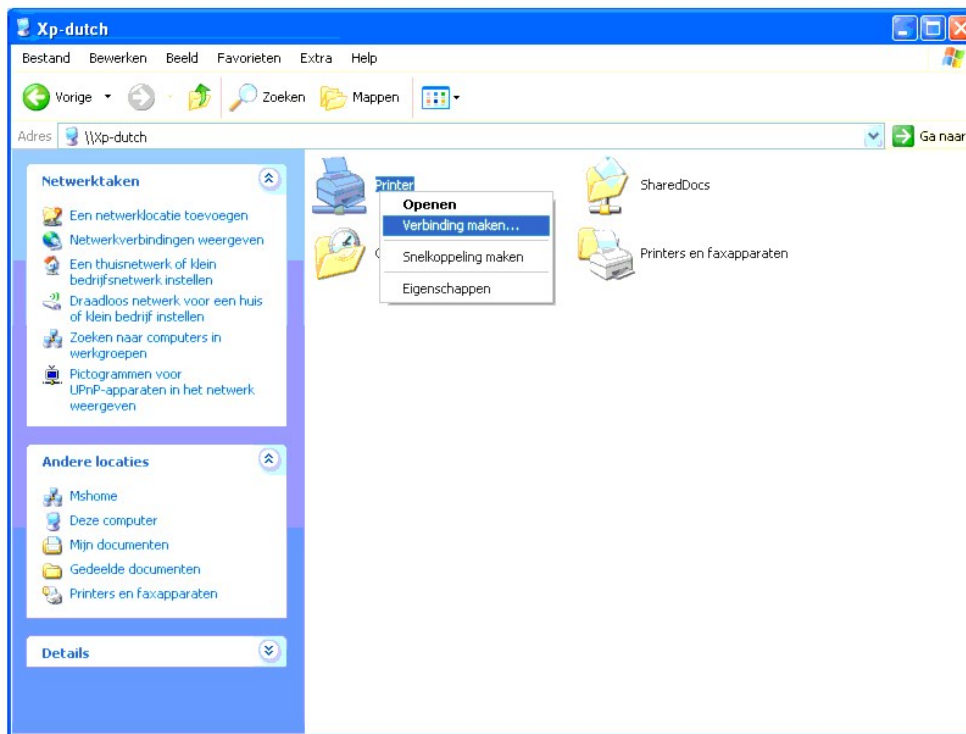 Xp-dutch
Bestand Bewerken Beeld Favorieten Extra Help
Vorige Zoeken Mappen
Adres \\Xp-dutch Ga naar
Netwerktaken
Een netwerklocatie toevoegen
Netwerkverbindingen weergeven
Een thuisnetwerk of klein
bedrijfsnetwerk instellen
Draadloos netwerk voor een huis
of klein bedrijf instellen
Zoeken naar computers in
werkgroepen
Pictogrammen voor
UPnP-apparaten in het netwerk
weergeven
Andere locaties
Mshome
Deze computer
Mijn documenten
Gedeelde documenten
Printers en faxapparaten
Details
Printer
SharedDocs
Printers en faxapparaten
Openen
Verbinding maken...
Snelkoppeling maken
Eigenschappen